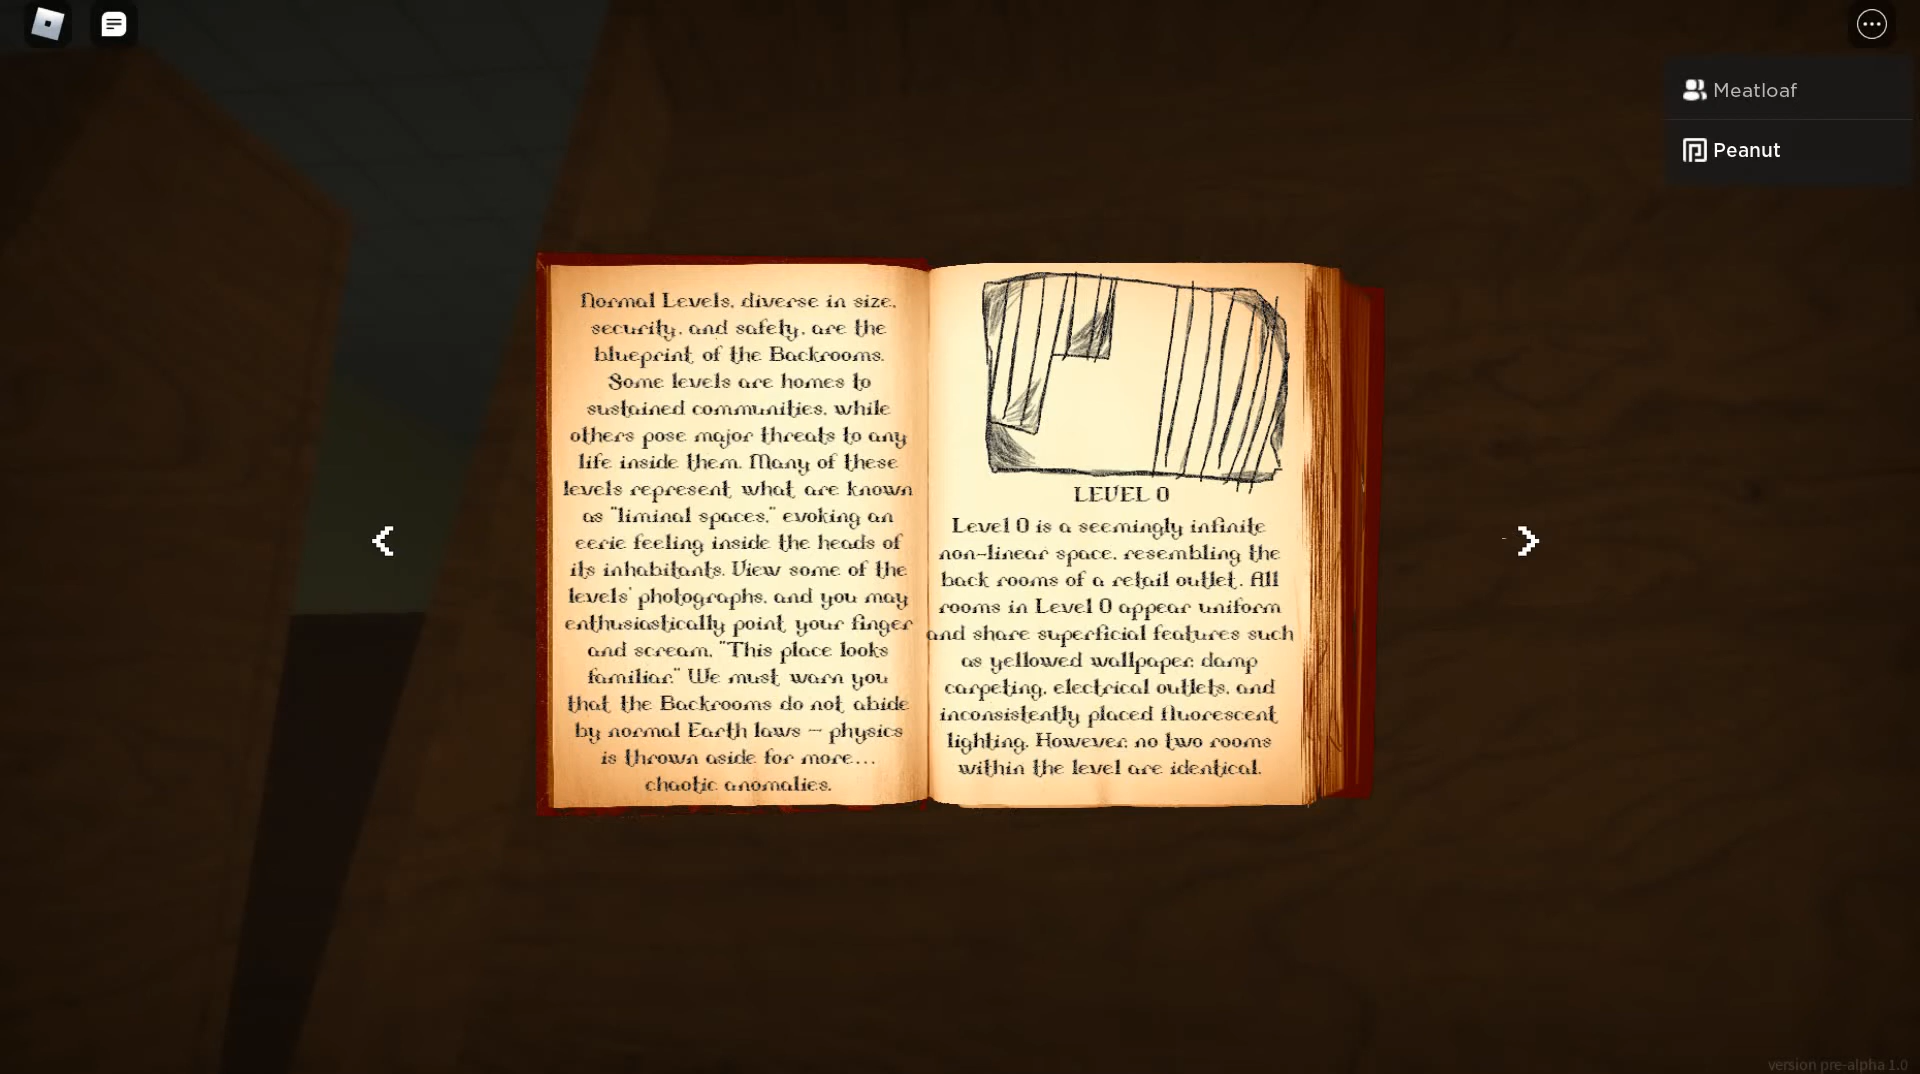 Meatloaf
Peanut
Normal Levels, diverse in size,
security, and safety, are the
blueprint of the Backrooms.
Some levels are homes to
sustained communities, while
others pose major threats to any
life inside them. Many of these
levels represent what are known
as "liminal spaces," evoking an
eerie feeling inside the heads of
its inhabitants. View some of the
levels' photographs, and you may
enthusiastically point your finger
and scream, "This place looks
familiar." We must warn you
that the Backrooms do not abide
by normal Earth laws - physics
is thrown aside for more...
chaotic anomalies.
LEVEL 0
Level 0 is a seemingly infinite
non-linear space, resembling the
back rooms of a retail outlet. All
rooms in Level 0 appear uniform
and share superficial features such
as yellowed wallpaper, damp
carpeting, electrical outlets, and
inconsistently placed fluorescent
lighting. However, no two rooms
within the level are identical.
version pre-alpha 1.0